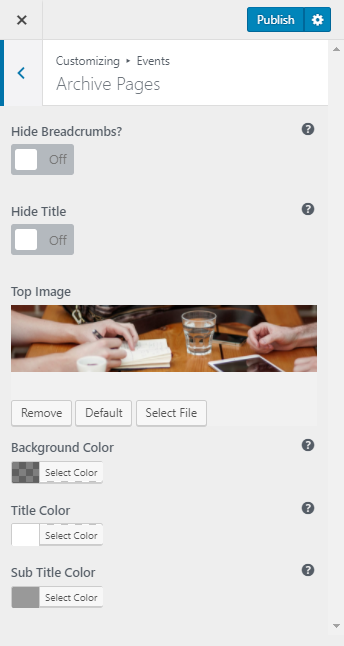 Publish
Customizing ▸ Events
Archive Pages
Hide Breadcrumbs?
Off
Hide Title
Off
Top Image
Remove Default Select File
Background Color
Select Color
Title Color
Select Color
Sub Title Color
Select Color